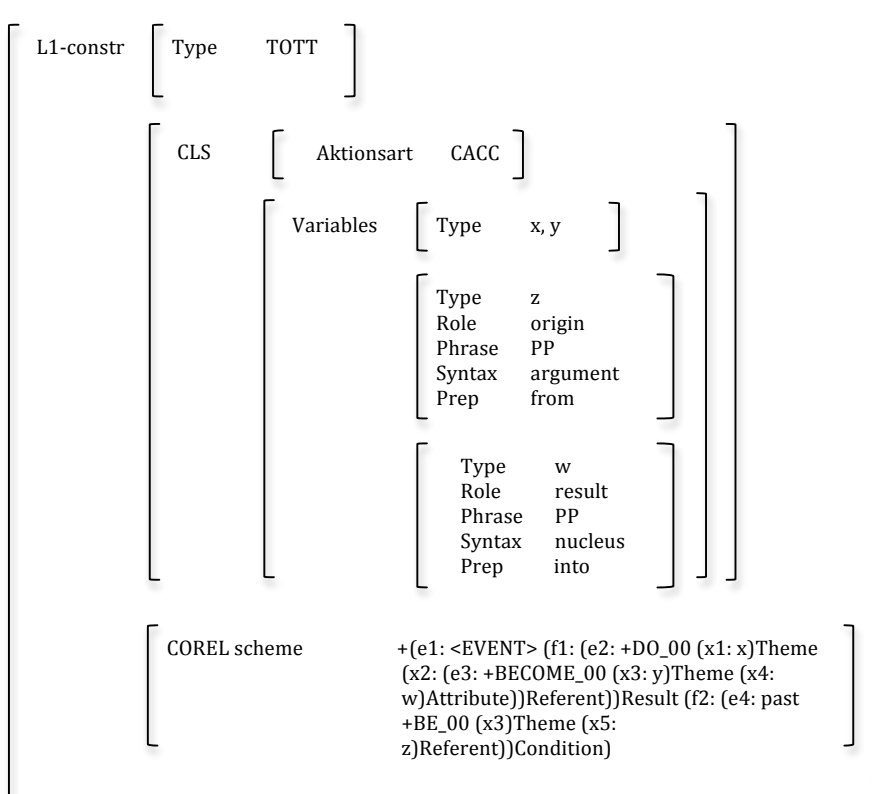 L1-constr Type TOTT
CLS Aktionsart CACC
Variables Type x, y
Type z
Role origin
Phrase PP
Syntax argument
Prep from
Type w
Role result
Phrase PP
Syntax nucleus
Prep into
COREL scheme +(e1: <EVENT> (f1: (e2: +DO_00 (x1: x)Theme
(x2: (e3: +BECOME_00 (x3: y)Theme (x4:
w)Attribute))Referent))Result (f2: (e4: past
+BE_00 (x3)Theme (x5:
z)Referent))Condition)